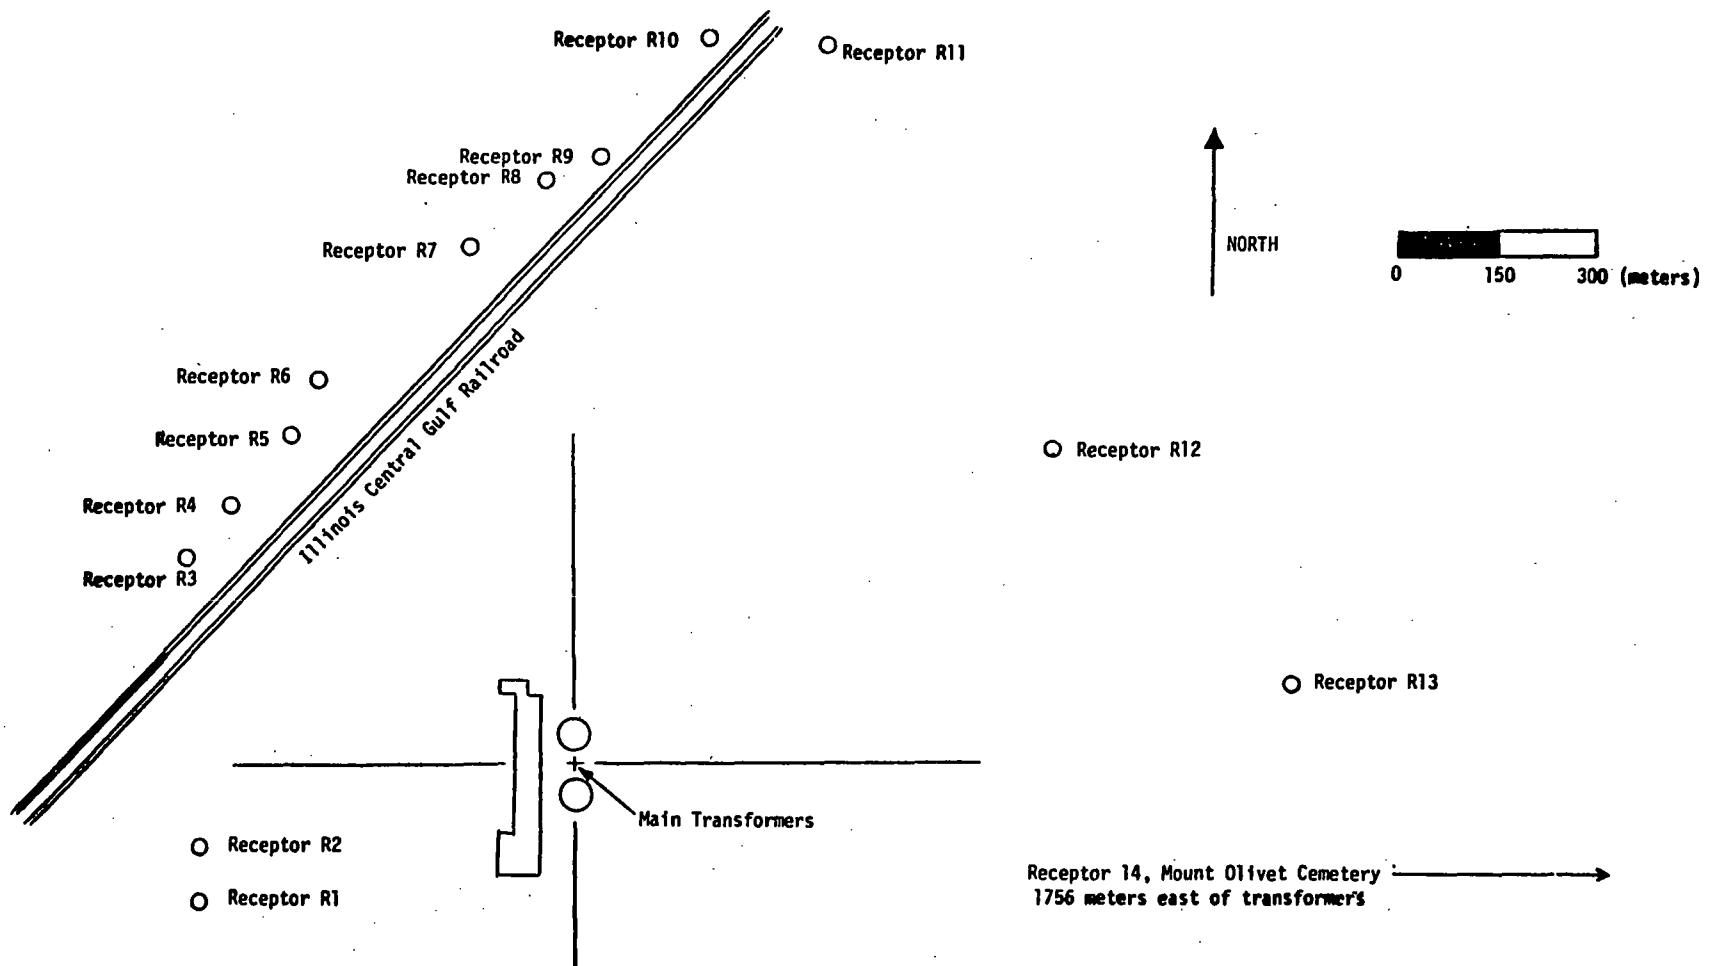 Receptor R10
Receptor R11
Receptor R9
Receptor R8
Receptor R7
NORTH
0 150 300 (meters)
Receptor R6
Receptor R5
Illinois Central Gulf Railroad
Receptor R12
Receptor R4
Receptor R3
Receptor R13
Main Transformers
Receptor R2
Receptor 14, Mount Olivet Cemetery
1756 meters east of transformers
Receptor R1